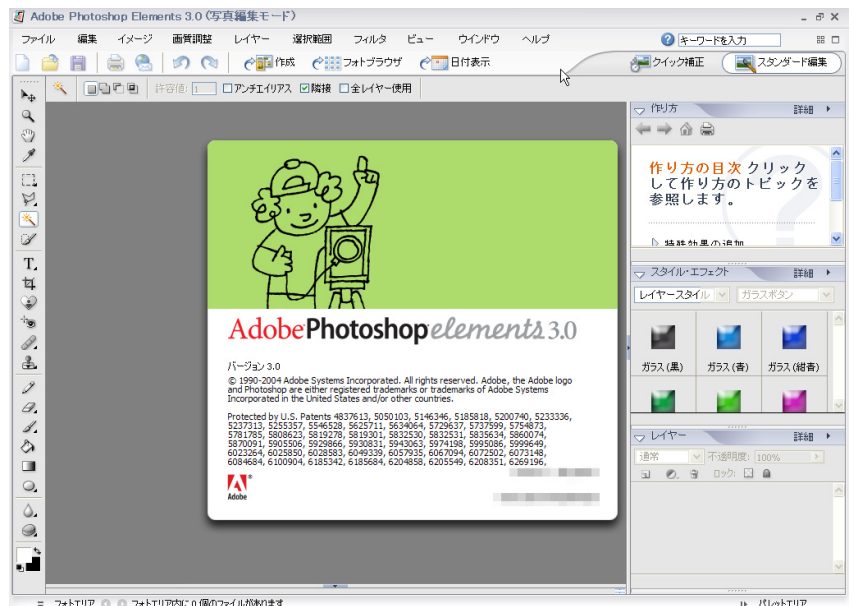 Adobe Photoshop Elements 3.0 (写真編集モード)
ファイル 編集 イメージ 画質調整 レイヤー 選択範囲 フィルタ ビュー ウインドウ ヘルプ キーワードを入力
作成 フォトブラウザ 日付表示 クイック補正 スタンダード編集
許容値: 1 アンチエイリアス 隣接 全レイヤー使用
作り方 詳細
作り方の目次 クリック
して作り方のトピックを
参照します。
特殊効果の追加
スタイル・エフェクト 詳細
レイヤースタイル ガラスボタン
ガラス(黒) ガラス(青) ガラス(紺青)
レイヤー 詳細
通常 不透明度: 100%
ロック:
Adobe Photoshop elements 3.0
バージョン 3.0
© 1990-2004 Adobe Systems Incorporated. All rights reserved. Adobe, the Adobe logo
and Photoshop are either registered trademarks or trademarks of Adobe Systems
Incorporated in the United States and/or other countries.
Protected by U.S. Patents 4837613, 5050103, 5146346, 5185818, 5200740, 5233336,
5237313, 5255357, 5546528, 5625711, 5634064, 5729637, 5737599, 5754873,
5781785, 5808623, 5819278, 5819301, 5832530, 5832531, 5835634, 5860074,
5870091, 5905506, 5929866, 5930831, 5943063, 5974198, 5995086, 5999649,
6023264, 6025850, 6028583, 6049339, 6057935, 6067094, 6072502, 6073148,
6084684, 6100904, 6185342, 6185684, 6204858, 6205549, 6208351, 6269196,
Adobe
T
フォトエリア フォトエリア内に 0 個のファイルがあります パレットエリア